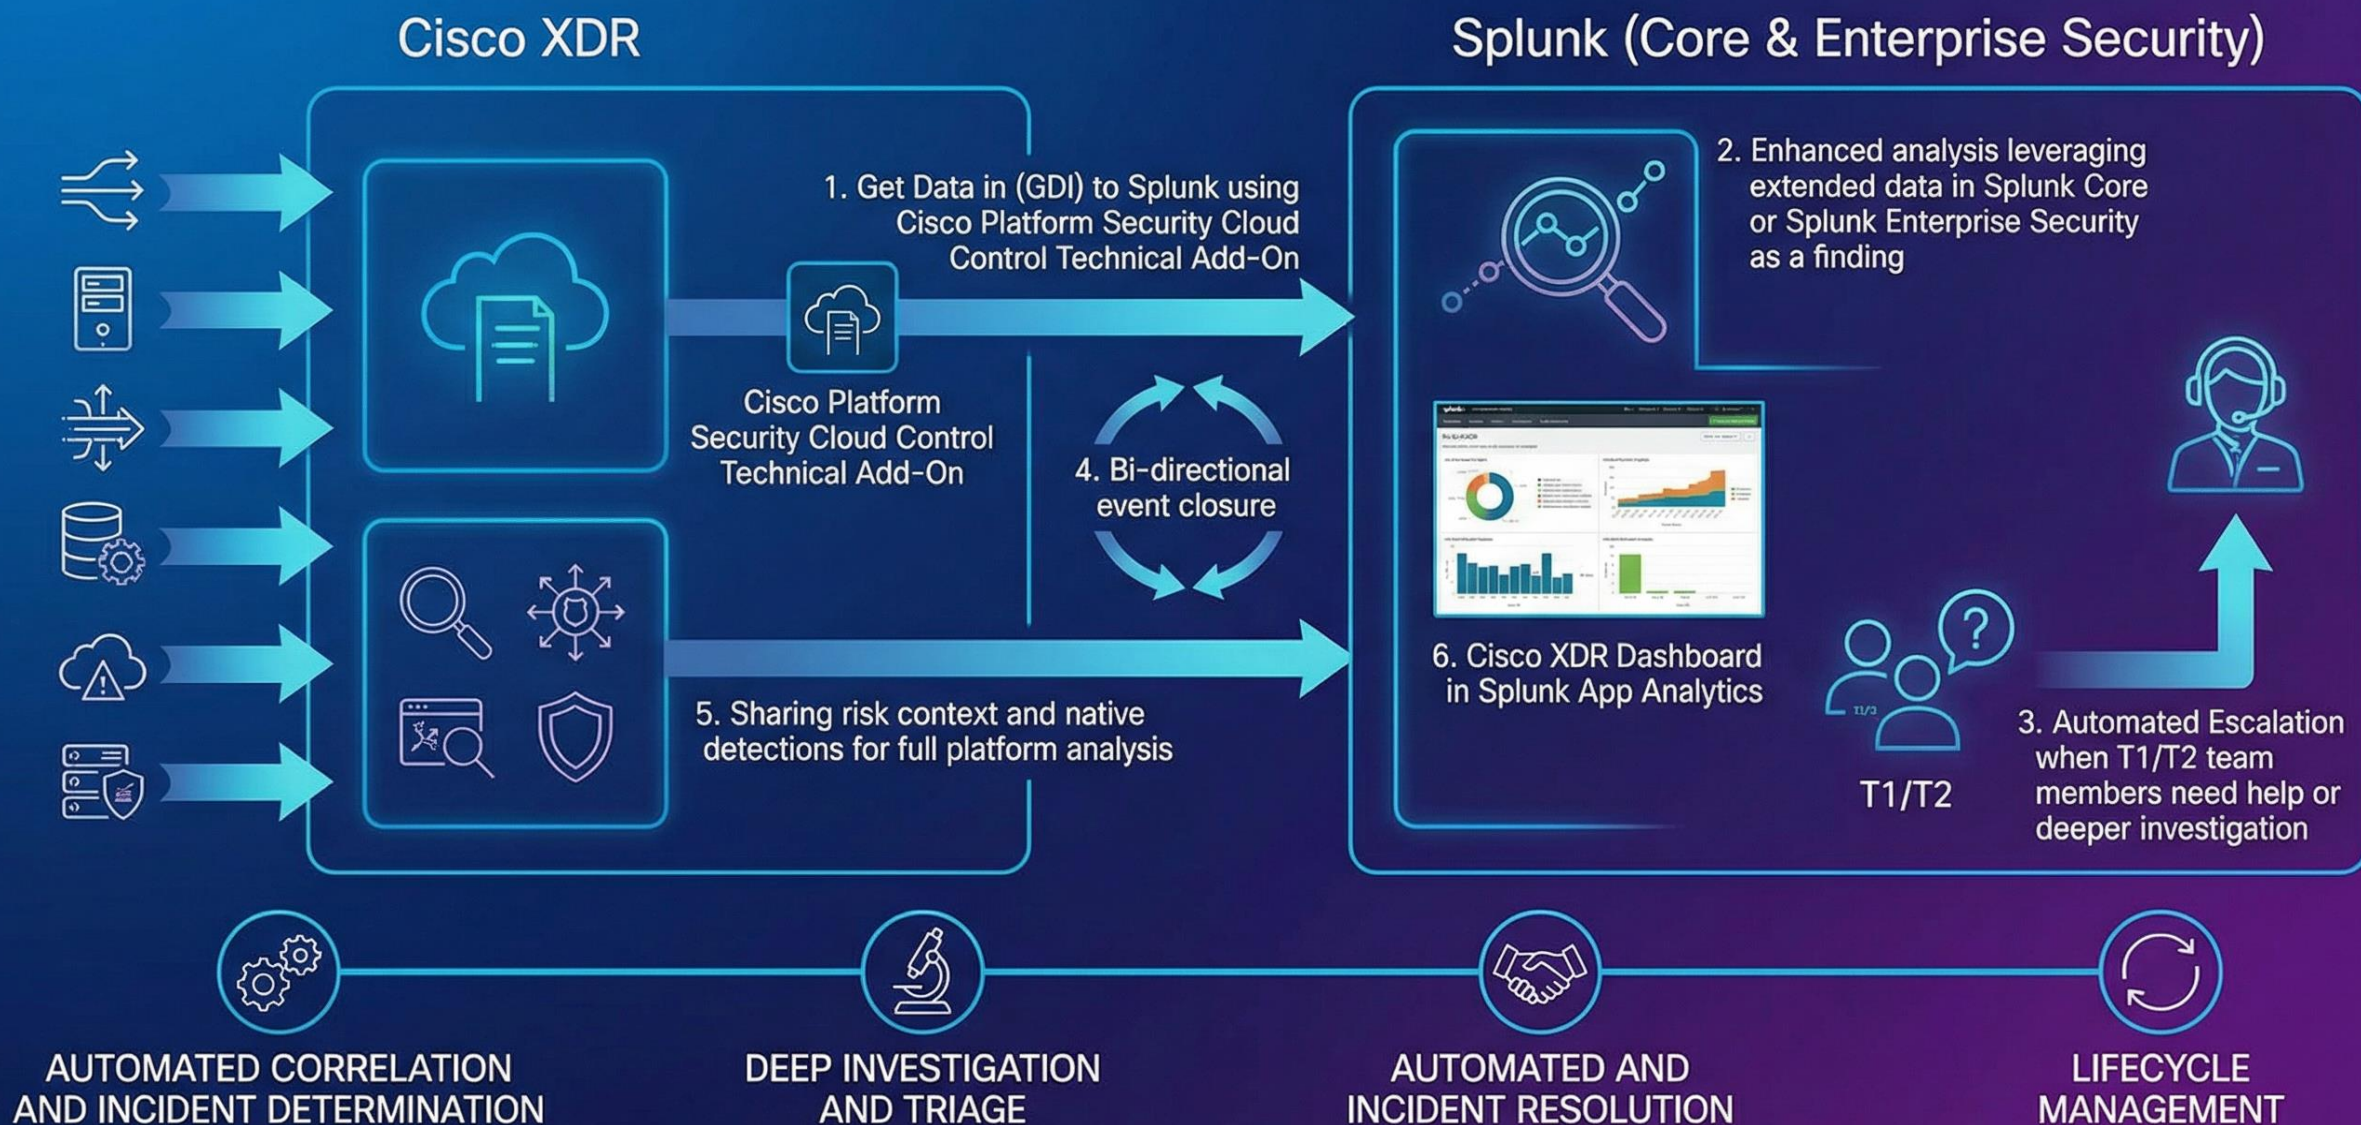 Cisco XDR
Splunk (Core & Enterprise Security)
1. Get Data in (GDI) to Splunk using
Cisco Platform Security Cloud
Control Technical Add-On
Cisco Platform
Security Cloud Control
Technical Add-On
4. Bi-directional
event closure
5. Sharing risk context and native
detections for full platform analysis
2. Enhanced analysis leveraging
extended data in Splunk Core
or Splunk Enterprise Security
as a finding
6. Cisco XDR Dashboard
in Splunk App Analytics
T1/T2
3. Automated Escalation
when T1/T2 team
members need help or
deeper investigation
AUTOMATED CORRELATION
AND INCIDENT DETERMINATION
DEEP INVESTIGATION
AND TRIAGE
AUTOMATED AND
INCIDENT RESOLUTION
LIFECYCLE
MANAGEMENT